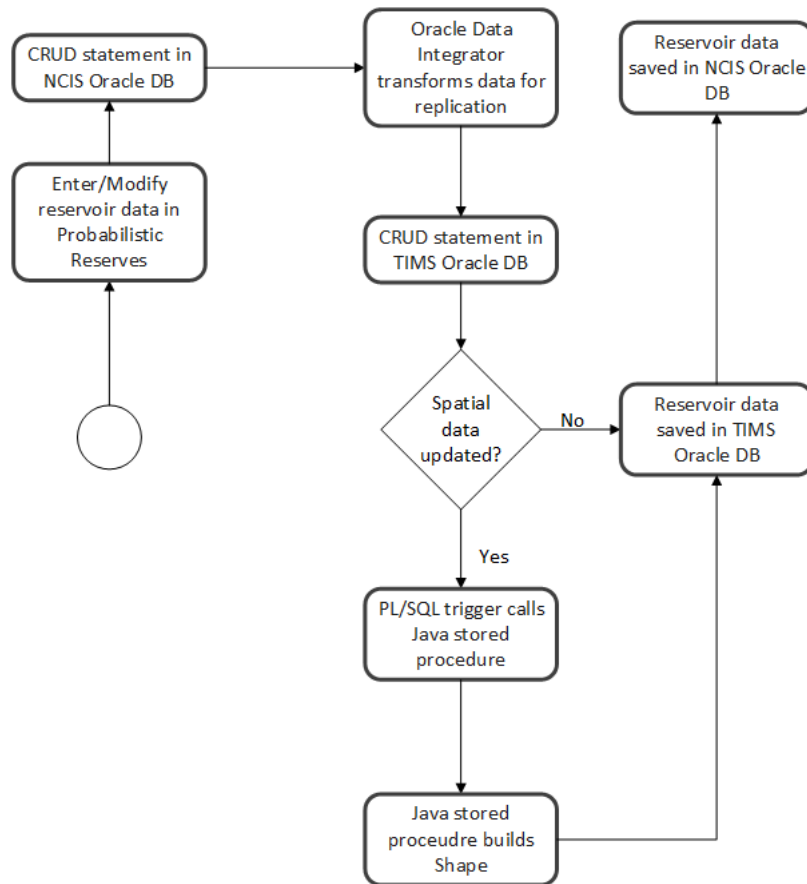 CRUD statement in
NCIS Oracle DB
Oracle Data
Integrator
transforms data for
replication
Reservoir data
saved in NCIS Oracle
DB
Enter/Modify
reservoir data in
Probabilistic
Reserves
CRUD statement in
TIMS Oracle DB
Spatial
data
updated?
No
Reservoir data
saved in TIMS
Oracle DB
Yes
PL/SQL trigger calls
Java stored
procedure
Java stored
proceudre builds
Shape